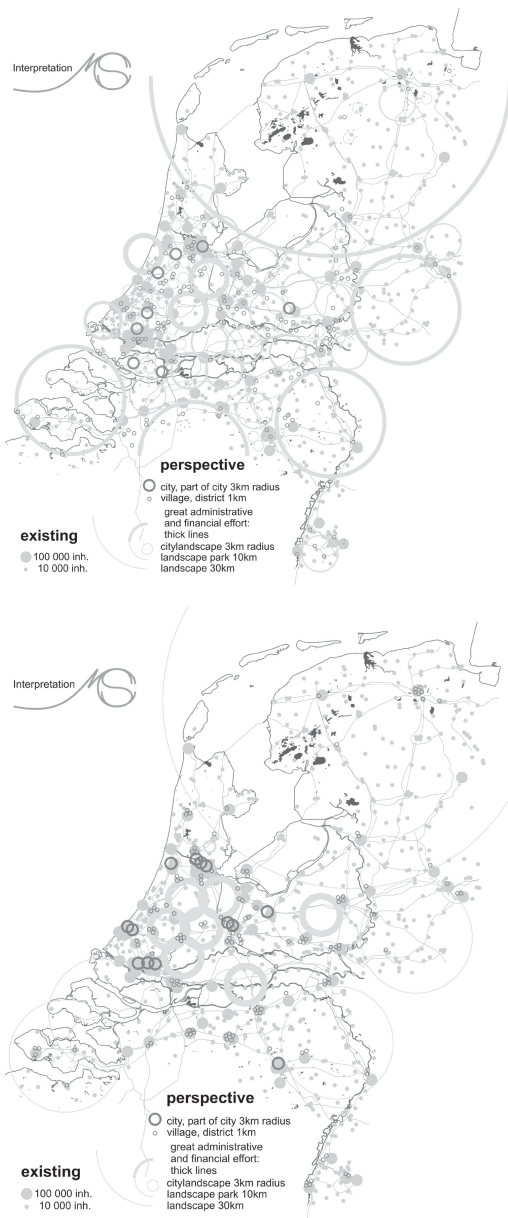 Interpretation MS
perspective
city, part of city 3km radius
village, district 1km
great administrative
and financial effort:
thick lines
citylandscape 3km radius
landscape park 10km
landscape 30km
existing
100 000 inh.
10 000 inh.
Interpretation MS
perspective
city, part of city 3km radius
village, district 1km
great administrative
and financial effort:
thick lines
citylandscape 3km radius
landscape park 10km
landscape 30km
existing
100 000 inh.
10 000 inh.